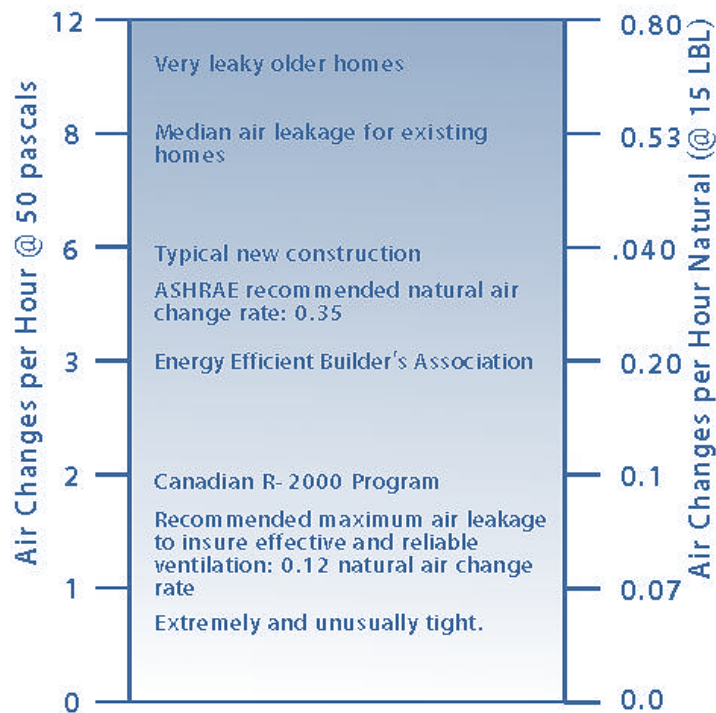 Air Changes per Hour @ 50 pascals
12
8
6
3
2
1
0
Very leaky older homes
Median air leakage for existing
homes
Typical new construction
ASHRAE recommended natural air
change rate: 0.35
Energy Efficient Builder's Association
Canadian R-2000 Program
Recommended maximum air leakage
to insure effective and reliable
ventilation: 0.12 natural air change
rate
Extremely and unusually tight.
0.80
0.53
.040
0.20
0.1
0.07
0.0
Air Changes per Hour Natural (@ 15 LBL)